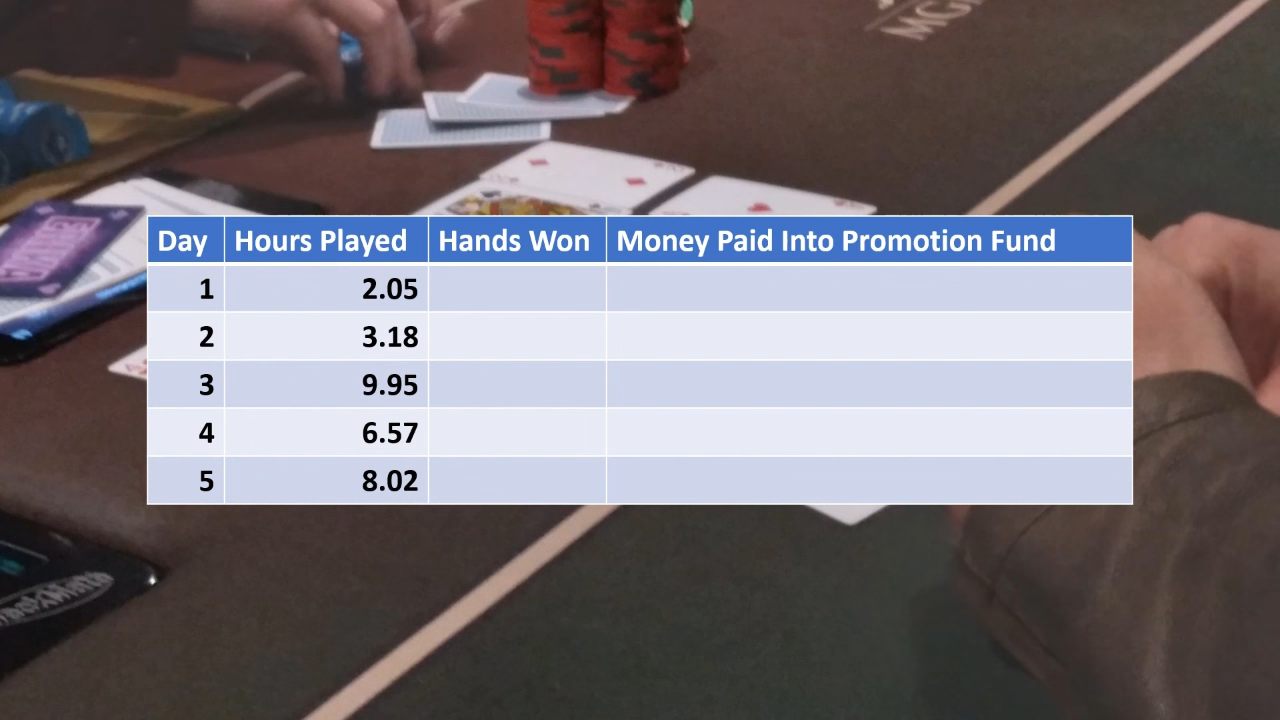 MGM
Day Hours Played Hands Won Money Paid Into Promotion Fund
1 2.05
2 3.18
3 9.95
4 6.57
5 8.02